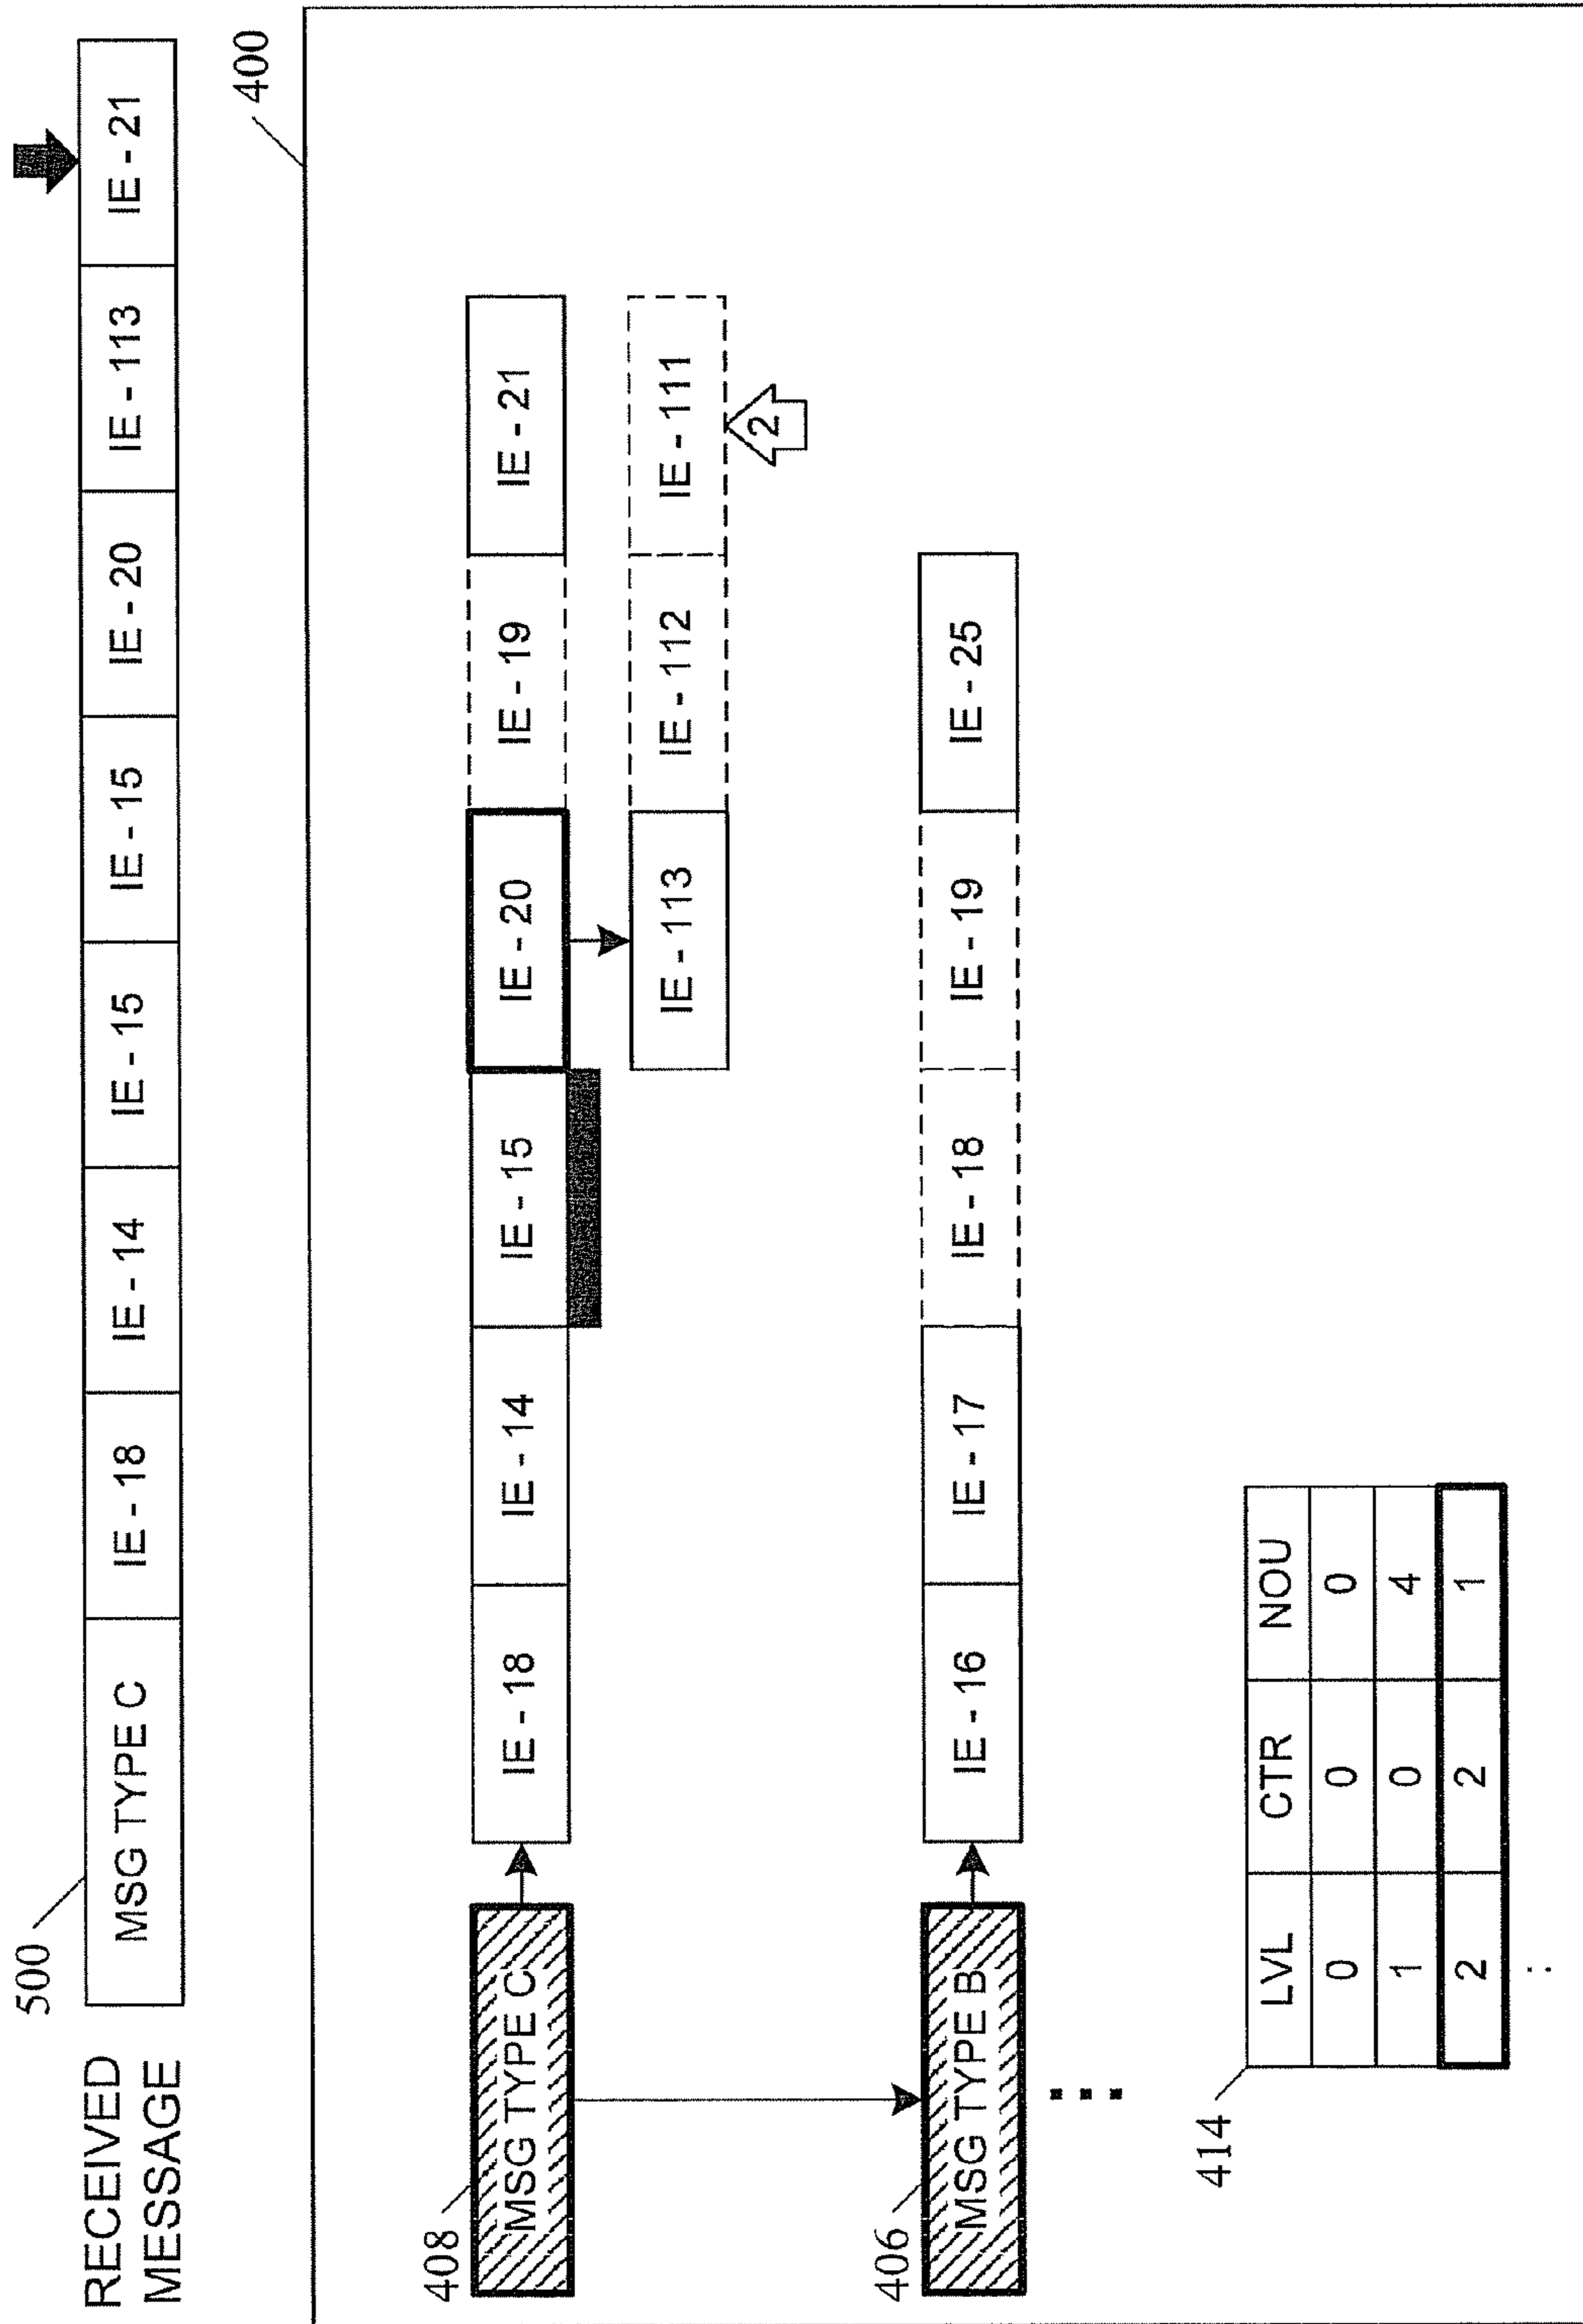 500
RECEIVED
MESSAGE
MSG TYPE C
IE - 18
IE - 14
IE - 15
IE - 15
IE - 20
IE - 113
IE - 21
400
408
MSG TYPE C
IE - 18
IE - 14
IE - 15
IE - 20
IE - 19
IE - 21
IE - 113
IE - 112
IE - 111
2
406
MSG TYPE B
IE - 16
IE - 17
IE - 18
IE - 19
IE - 25
414
LVL CTR NOU
0 0 0
1 0 4
2 2 1